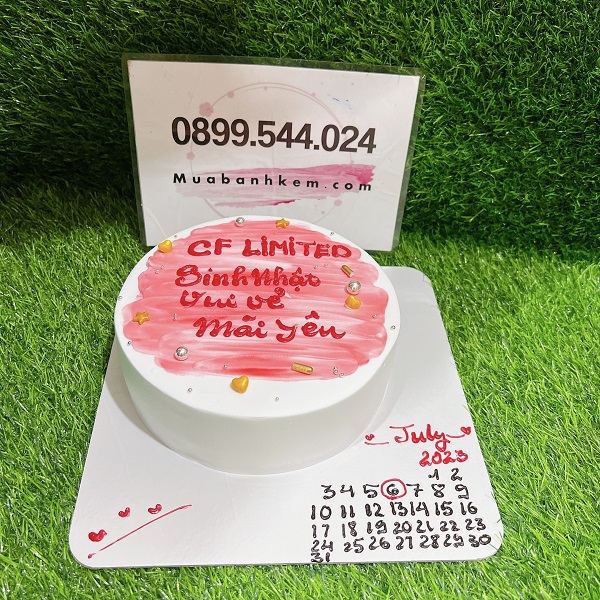 0899.544.024
Muabanhkem.com
CF LIMITED
Sinh Nhật
Vui vẻ
Mãi yêu
July
2023
1 2
3 4 5 6 7 8 9
10 11 12 13 14 15 16
17 18 19 20 21 22 23
24 25 26 27 28 29 30
31